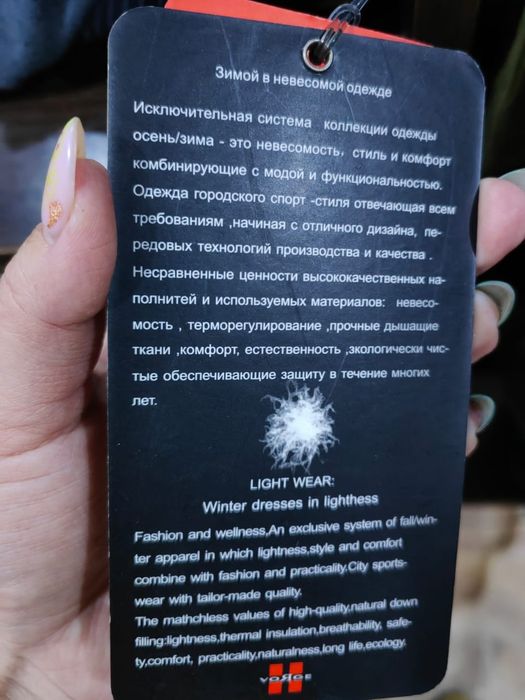 Зимой в невесомой одежде
Исключительная система коллекции одежды
осень/зима - это невесомость, стиль и комфорт
комбинирующие с модой и функциональностью.
Одежда городского спорт -стиля отвечающая всем
требованиям ,начиная с отличного дизайна, пе-
редовых технологий производства и качества .
Несравненные ценности высококачественных на-
полнитей и используемых материалов: невесо-
мость , терморегулирование ,прочные дышащие
ткани ,комфорт, естественность ,зкологически чис-
тые обеспечивающие защиту в течение многих
лет.
LIGHT WEAR:
Winter dresses in lighthess
Fashion and wellness,An exclusive system of fall/win-
ter apparel in which lightness,style and comfort
combine with fashion and practicality.City sports-
wear with tailor-made quality.
The mathchless values of high-quality,natural down
filling:lightness,thermal insulation,breathability, safe-
ty,comfort, practicality,naturalness,long life,ecology.